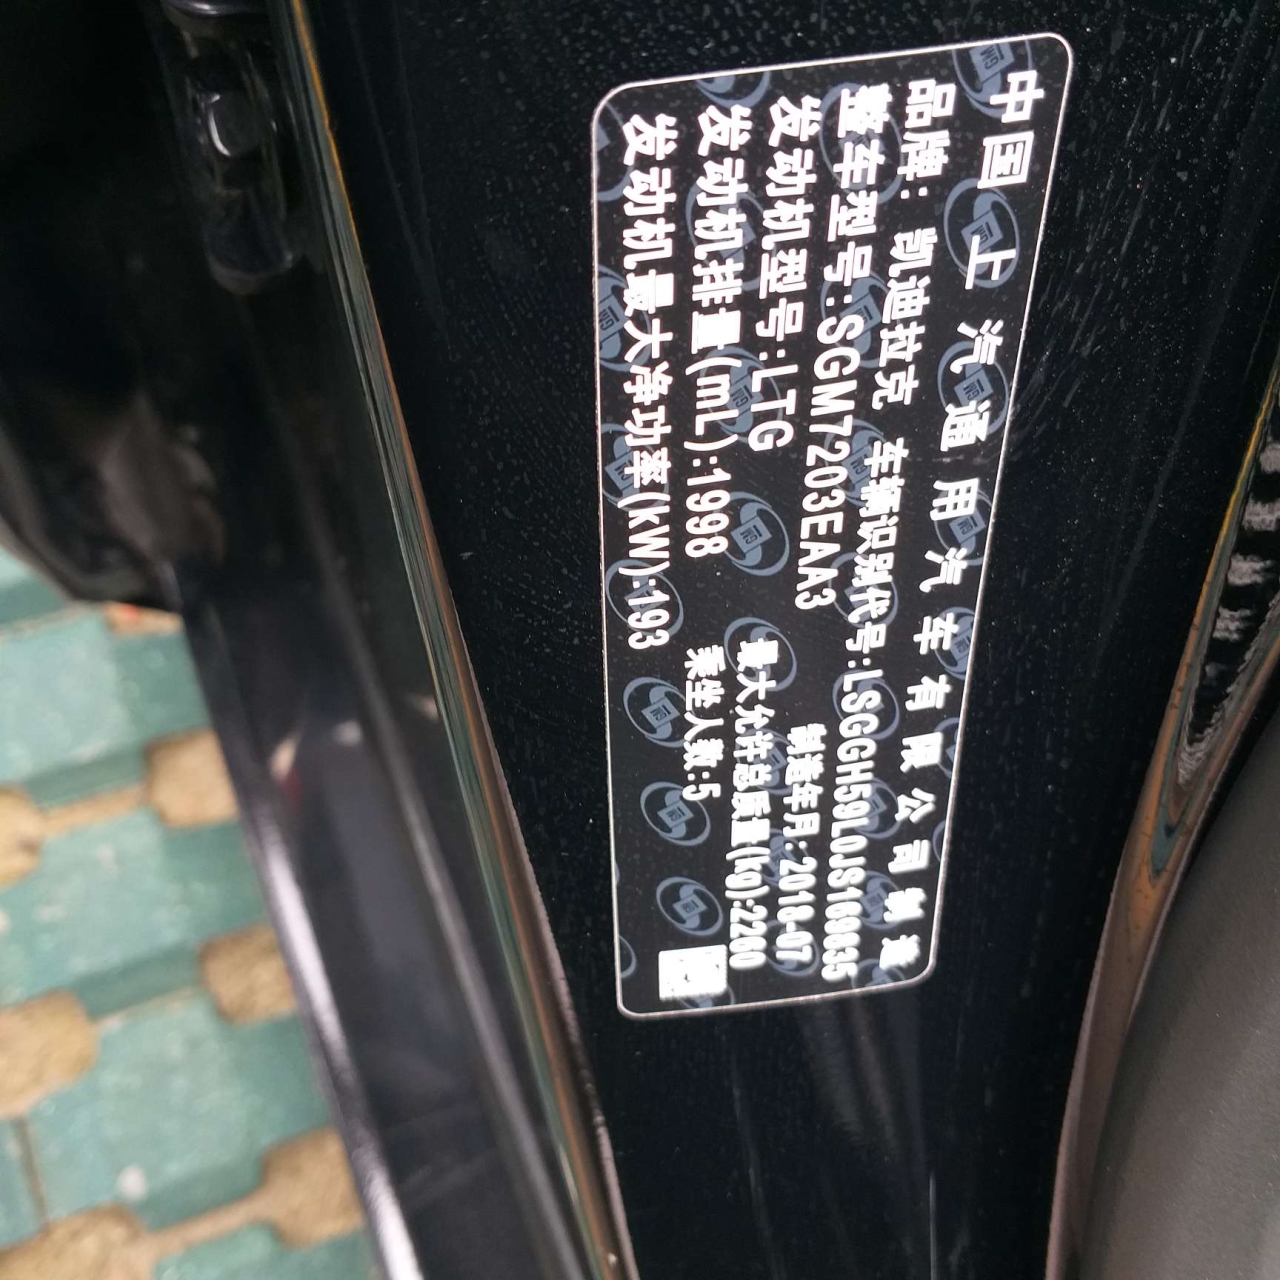 中国上汽通用汽车有限公司制造
品牌: 凯迪拉克 车辆识别代号:LSGGH59L0JS169635
整车型号:SGM7203EAA3 制造年月:2018-07
发动机型号:LTG 最大允许总质量(kg):2260
发动机排量(mL):1998 乘坐人数:5
发动机最大净功率(kW):193